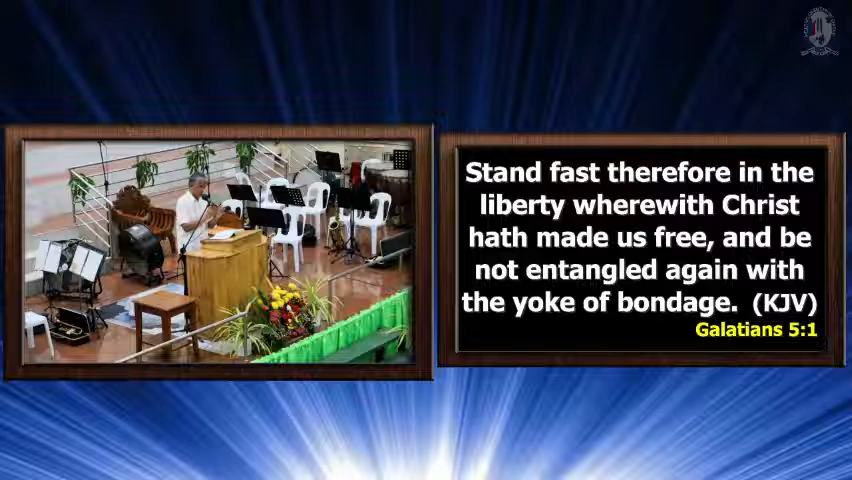 Stand fast therefore in the
liberty wherewith Christ
hath made us free, and be
not entangled again with
the yoke of bondage. (KJV)
Galatians 5:1